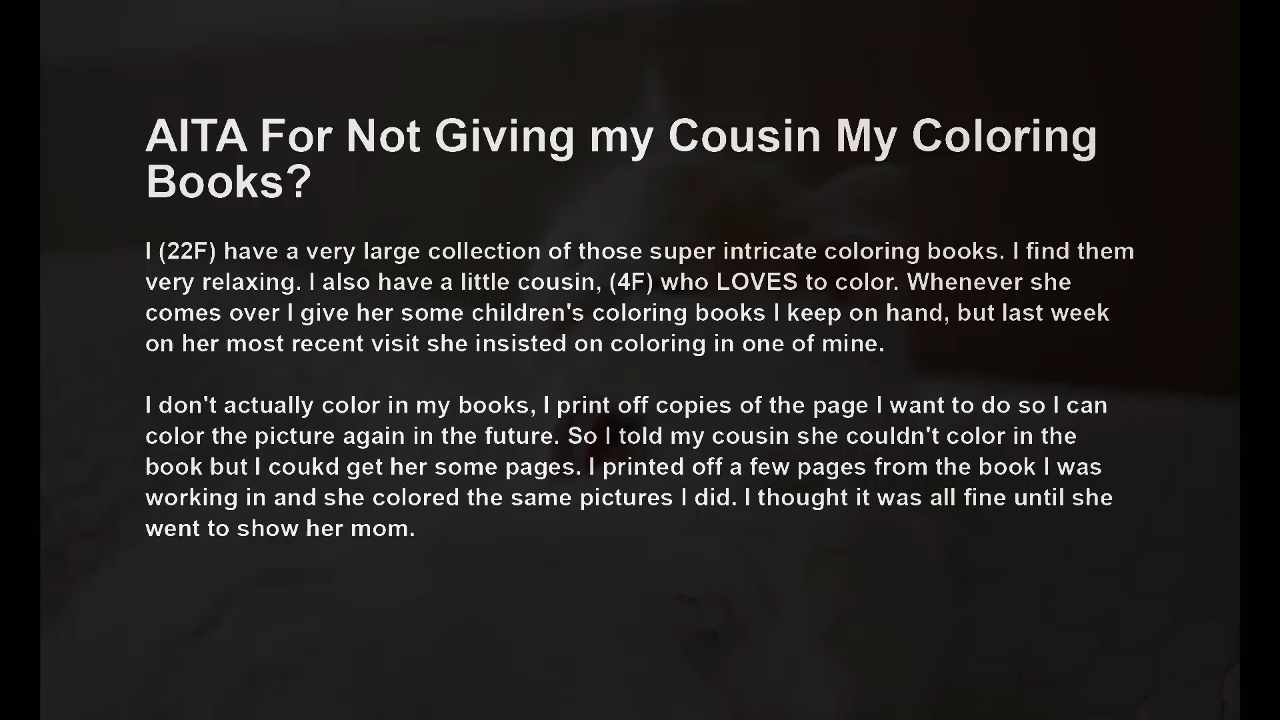 AITA For Not Giving my Cousin My Coloring
Books?
I (22F) have a very large collection of those super intricate coloring books. I find them
very relaxing. I also have a little cousin, (4F) who LOVES to color. Whenever she
comes over I give her some children's coloring books I keep on hand, but last week
on her most recent visit she insisted on coloring in one of mine.
I don't actually color in my books, I print off copies of the page I want to do so I can
color the picture again in the future. So I told my cousin she couldn't color in the
book but I coukd get her some pages. I printed off a few pages from the book I was
working in and she colored the same pictures I did. I thought it was all fine until she
went to show her mom.